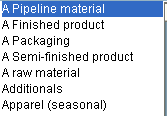 A Pipeline material
A Finished product
A Packaging
A Semi-finished product
A raw material
Additionals
Apparel (seasonal)